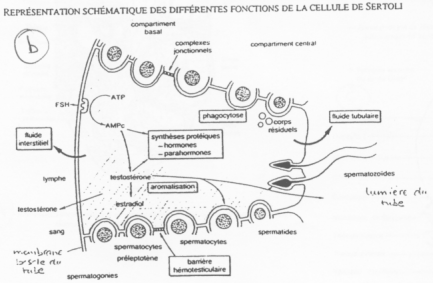 REPRÉSENTATION SCHÉMATIQUE DES DIFFÉRENTES FONCTIONS DE LA CELLULE DE SERTOLI
b
compartiment
basal
complexes
jonctionnels
compartiment central
FSH
ATP
AMPc
phagocytose
corps
résiduels
fluide tubulaire
fluide
interstitiel
synthèses protéiques
– hormones
– parahormones
lymphe
testostérone
aromatisation
spermatozoïdes
lumière du
tube
testostérone
estradiol
sang
membrane
basale du
tube
spermatogonies
spermatocytes
préleptotène
spermatocytes
spermatides
barrière
hémotesticulaire